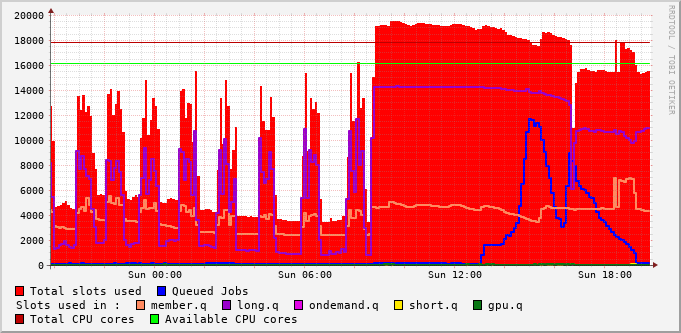 20000
18000
16000
14000
12000
10000
8000
6000
4000
2000
0
Sun 00:00 Sun 06:00 Sun 12:00 Sun 18:00
RRDTOOL / TOBI OETIKER
Total slots used Queued Jobs
Slots used in : member.q long.q ondemand.q short.q gpu.q
Total CPU cores Available CPU cores